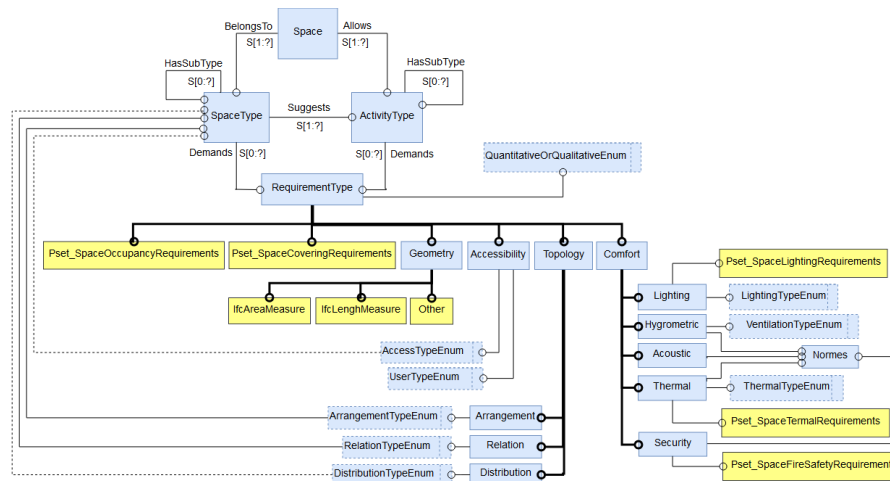 BelongsTo
Space
Allows
S[1:?]
S[1:?]
HasSubType
HasSubType
S[0:?]
S[0:?]
SpaceType
Suggests
ActivityType
S[1:?]
Demands
S[0:?]
S[0:?]
Demands
QuantitativeOrQualitativeEnum
RequirementType
Pset_SpaceOccupancyRequirements
Pset_SpaceCoveringRequirements
Geometry
Accessibility
Topology
Comfort
Pset_SpaceLightingRequirements
IfcAreaMeasure
IfcLenghMeasure
Other
Lighting
LightingTypeEnum
Hygrometric
VentilationTypeEnum
AccessTypeEnum
Acoustic
Normes
UserTypeEnum
Thermal
ThermalTypeEnum
ArrangementTypeEnum
Arrangement
Pset_SpaceTermalRequirements
RelationTypeEnum
Relation
Security
DistributionTypeEnum
Distribution
Pset_SpaceFireSafetyRequirement